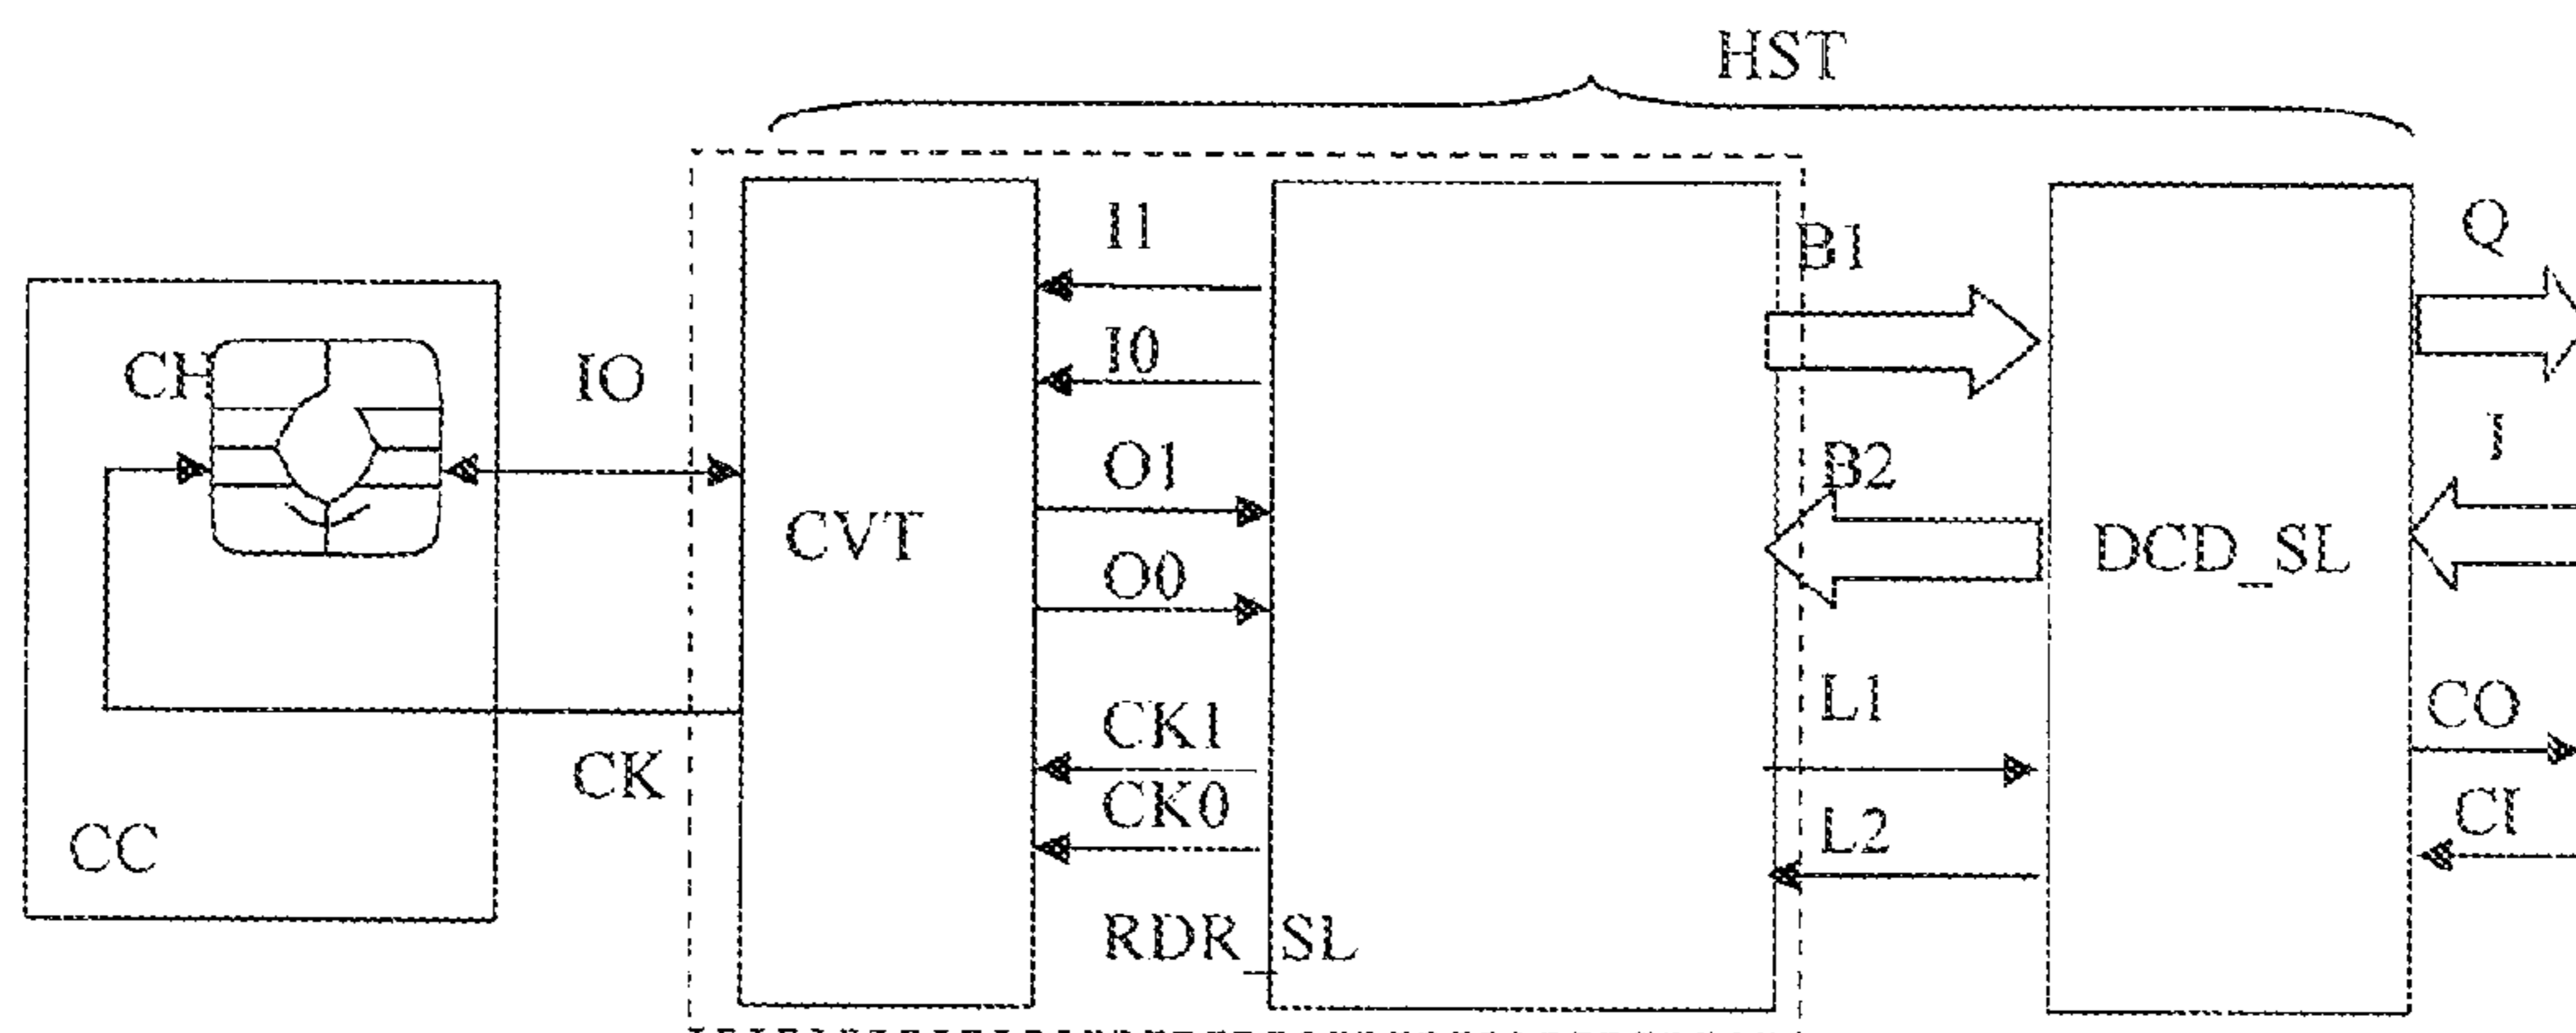 HST
I1
B1
Q
CH
IO
I0
I
O1
B2
CVT
O0
DCD_SL
CK1
L1
CO
CK
CK0
L2
CI
CC
RDR_SL